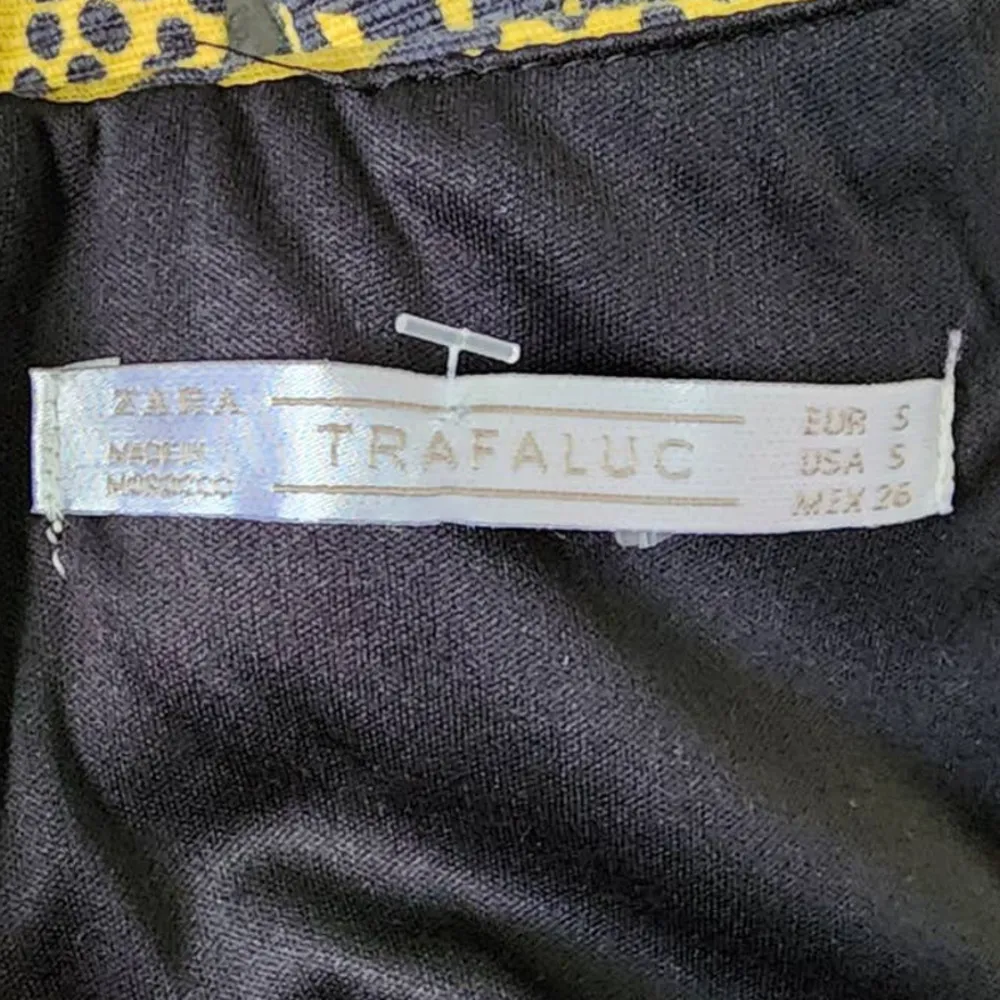 ZARA
MADE IN
MOROCCO
TRAFALUC
EUR S
USA S
MEX 26